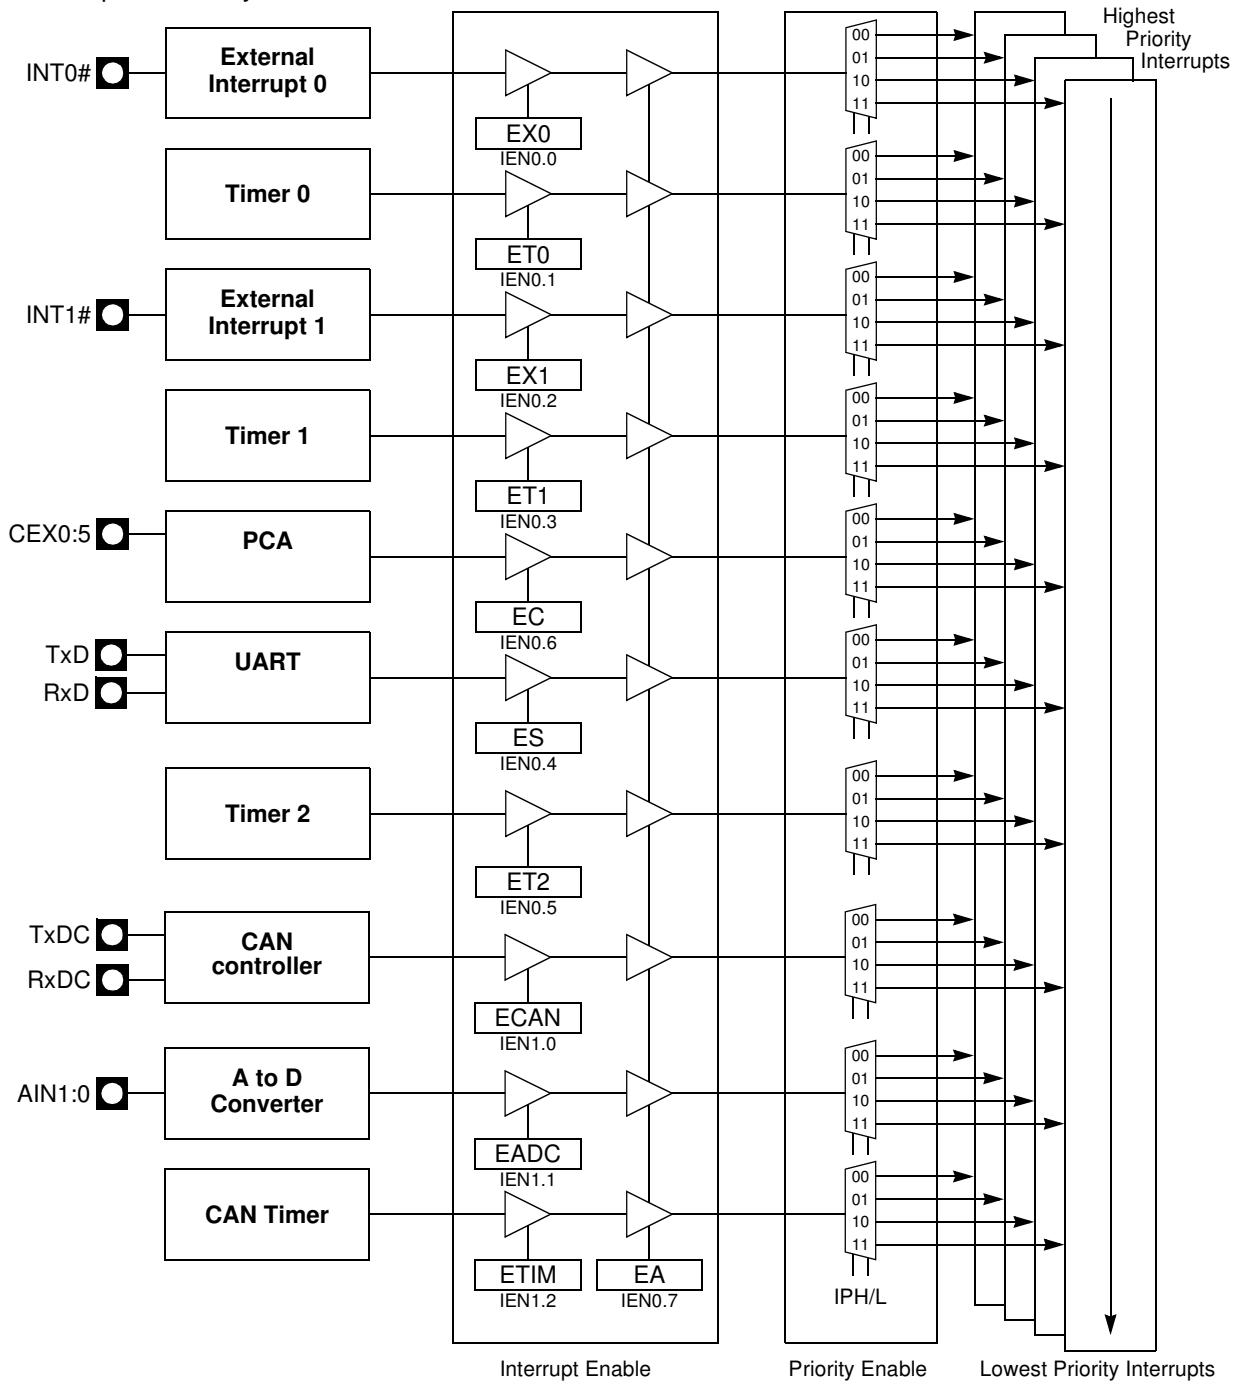 Highest
Priority
Interrupts
INT0#
External
Interrupt 0
EX0
IEN0.0
00
01
10
11
Timer 0
ET0
IEN0.1
00
01
10
11
INT1#
External
Interrupt 1
EX1
IEN0.2
00
01
10
11
Timer 1
ET1
IEN0.3
00
01
10
11
CEX0:5
PCA
EC
IEN0.6
00
01
10
11
TxD
RxD
UART
ES
IEN0.4
00
01
10
11
Timer 2
ET2
IEN0.5
00
01
10
11
TxDC
RxDC
CAN
controller
ECAN
IEN1.0
00
01
10
11
AIN1:0
A to D
Converter
EADC
IEN1.1
00
01
10
11
CAN Timer
ETIM
IEN1.2
EA
IEN0.7
00
01
10
11
IPH/L
Interrupt Enable
Priority Enable
Lowest Priority Interrupts